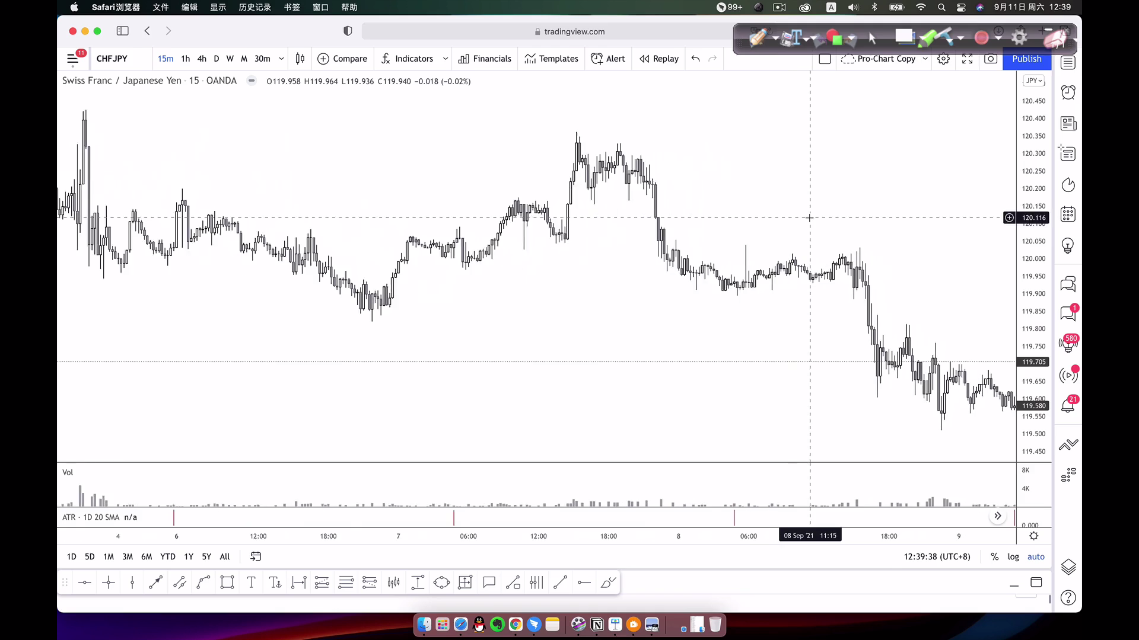 Safari浏览器 文件 编辑 显示 历史记录 书签 窗口 帮助 99+ A 9月11日 六 12:39
tradingview.com
11 CHFJPY 15m 1h 4h D W M 30m Compare Indicators Financials Templates Alert Replay Pro-Chart Copy Publish
Swiss Franc / Japanese Yen · 15 · OANDA O119.958 H119.964 L119.936 C119.940 -0.018 (-0.02%)
JPY
120.450
120.400
120.350
120.300
120.250
120.200
120.150
120.116
120.050
120.000
119.950
119.900
119.850
119.800
119.750
119.705
119.650
119.600
119.580
119.550
119.500
119.450
1
580
21
Vol
8K
4K
ATR · 1D 20 SMA n/a
0.000
4 6 06:00 12:00 18:00 7 06:00 12:00 18:00 8 06:00 08 Sep '21 11:15 18:00 9
1D 5D 1M 3M 6M YTD 1Y 5Y All 12:39:38 (UTC+8) % log auto